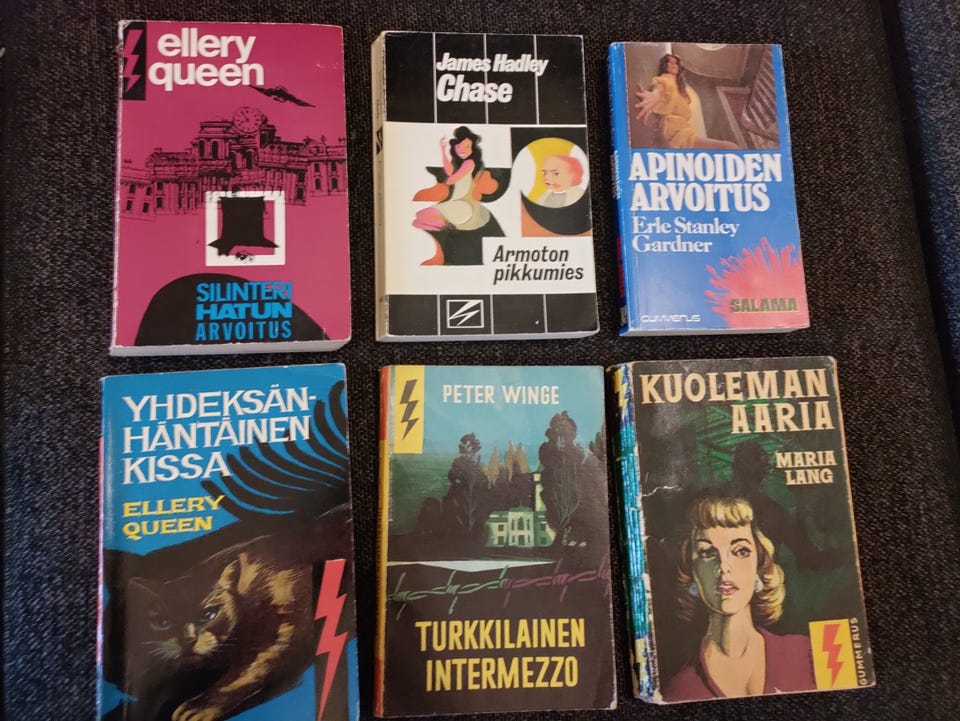 ellery
queen
SILINTERI
HATUN
ARVOITUS
James Hadley
Chase
Armoton
pikkumies
APINOIDEN
ARVOITUS
Erle Stanley
Gardner
SALAMA
GUMMERUS
YHDEKSÄN-
HÄNTÄINEN
KISSA
ELLERY
QUEEN
PETER WINGE
TURKKILAINEN
INTERMEZZO
KUOLEMAN
AARIA
MARIA
LANG
GUMMERUS